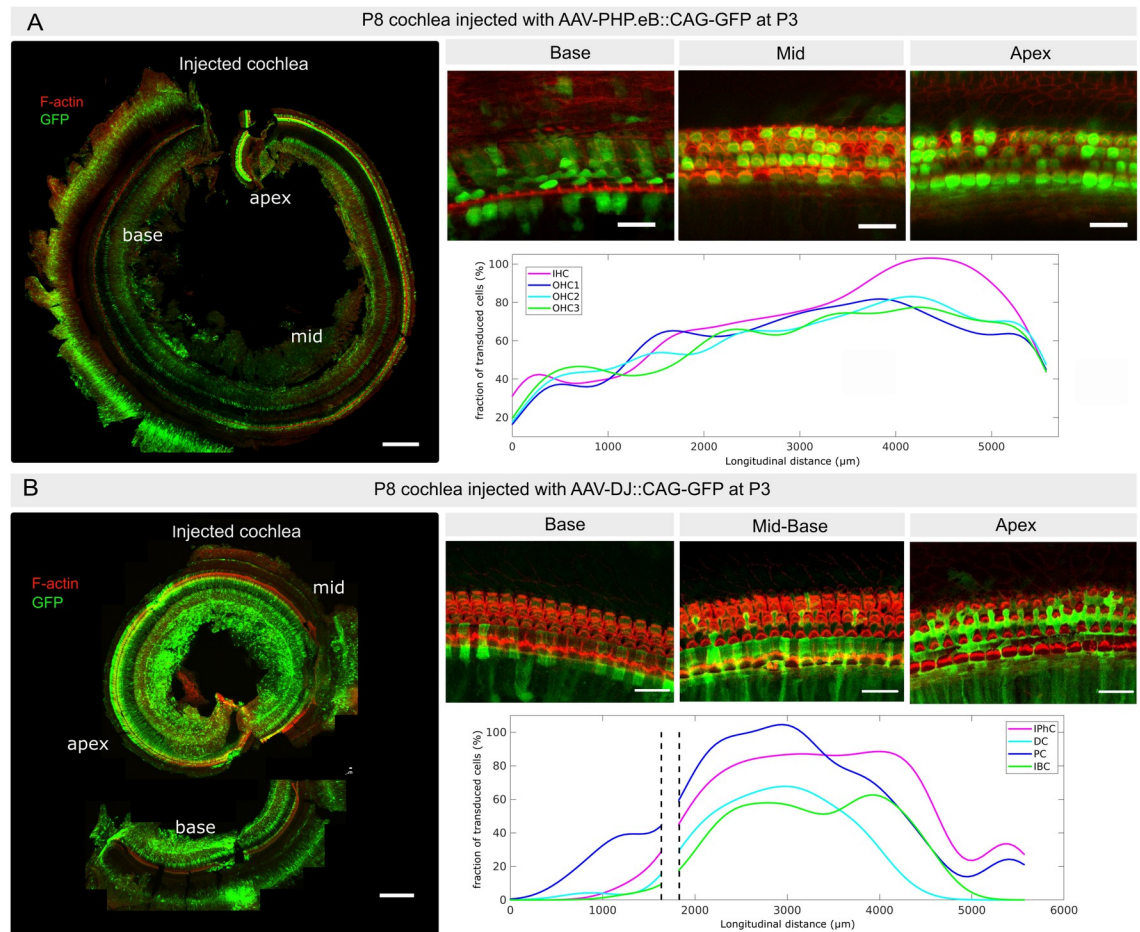 A
P8 cochlea injected with AAV-PHP.eB::CAG-GFP at P3
Injected cochlea
F-actin
GFP
apex
base
mid
Base
Mid
Apex
fraction of transduced cells (%)
100
80
60
40
20
IHC
OHC1
OHC2
OHC3
0
1000
2000
3000
4000
5000
Longitudinal distance (µm)
B
P8 cochlea injected with AAV-DJ::CAG-GFP at P3
Injected cochlea
F-actin
GFP
mid
apex
base
Base
Mid-Base
Apex
fraction of transduced cells (%)
100
80
60
40
20
0
IPhC
DC
PC
IBC
0
1000
2000
3000
4000
5000
6000
Longitudinal distance (µm)